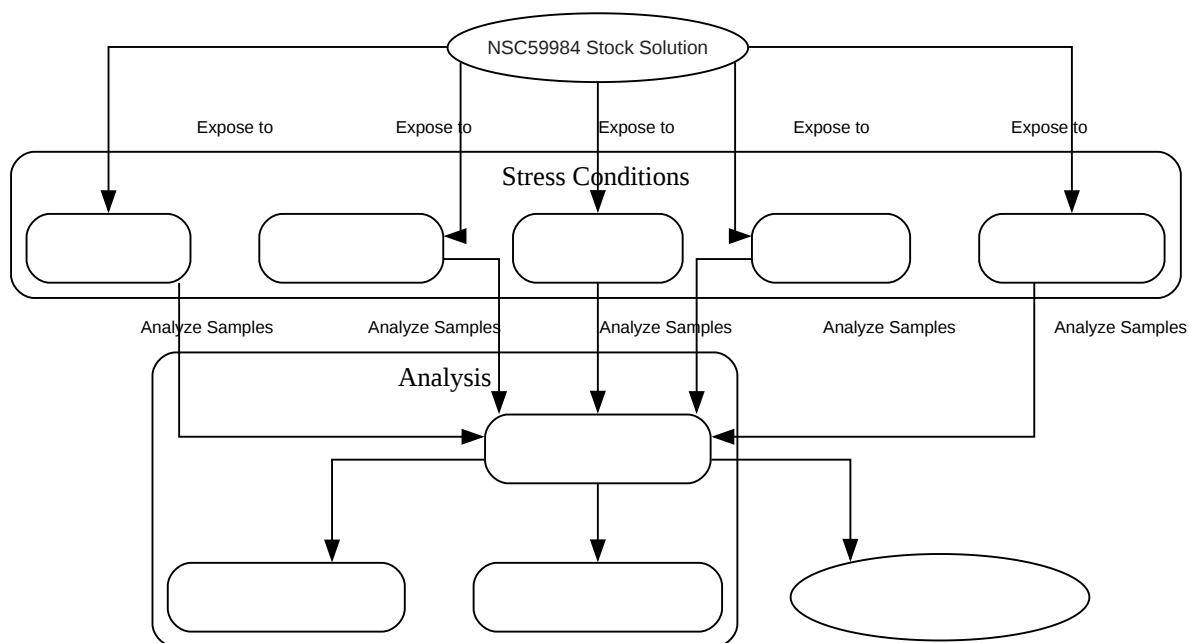 NSC59984 Stock Solution
Expose to
Expose to
Expose to
Expose to
Expose to
Stress Conditions
Analyze Samples
Analyze Samples
Analyze Samples
Analyze Samples
Analyze Samples
Analysis